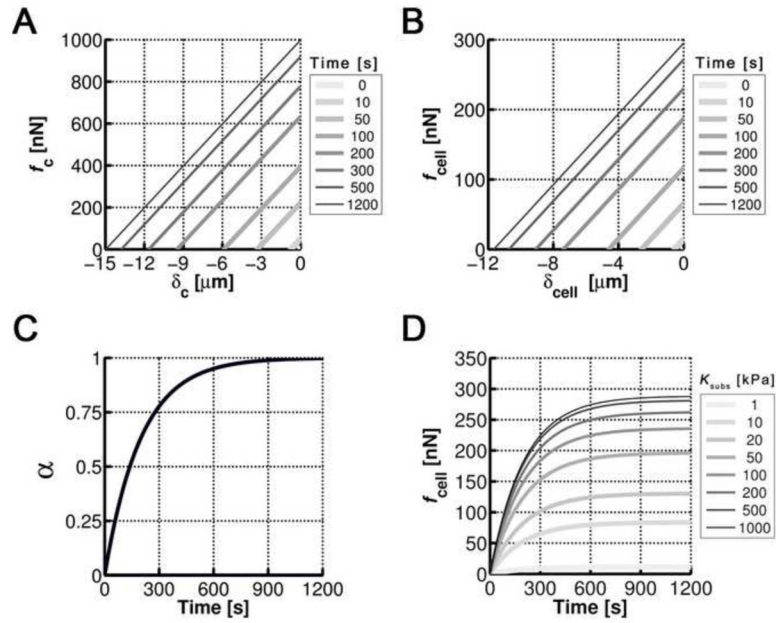 A
1000
800
600
400
200
0
f_c [nN]
−15 −12 −9 −6 −3 0
δ_c [μm]
Time [s]
0
10
50
100
200
300
500
1200
B
300
200
100
0
f_cell [nN]
−12 −8 −4 0
δ_cell [μm]
Time [s]
0
10
50
100
200
300
500
1200
C
1
0.75
0.5
0.25
0
α
0 300 600 900 1200
Time [s]
D
350
300
250
200
150
100
50
0
f_cell [nN]
0 300 600 900 1200
Time [s]
K_subs [kPa]
1
10
20
50
100
200
500
1000